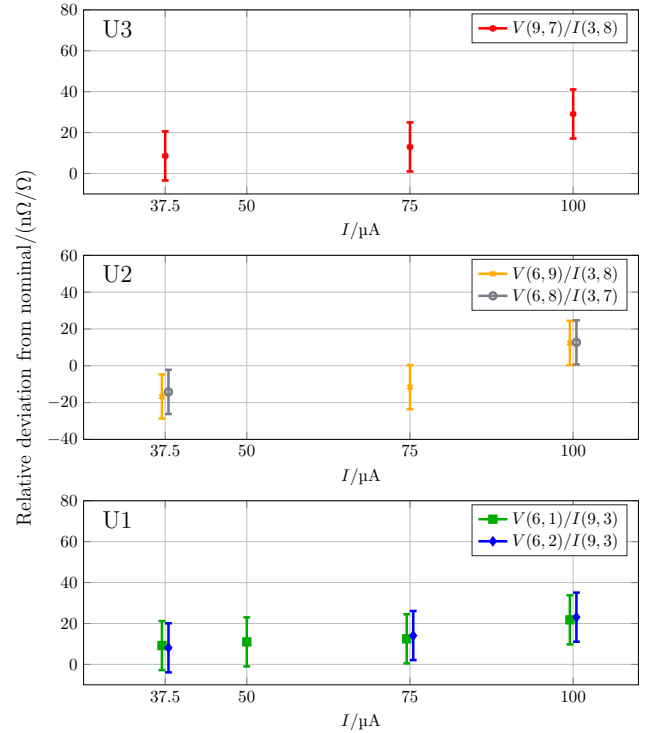 Relative deviation from nominal/(nΩ/Ω)
U3
V(9,7)/I(3,8)
80
60
40
20
0
37.5 50 75 100
I/µA
U2
V(6,9)/I(3,8)
V(6,8)/I(3,7)
60
40
20
0
−20
−40
37.5 50 75 100
I/µA
U1
V(6,1)/I(9,3)
V(6,2)/I(9,3)
80
60
40
20
0
37.5 50 75 100
I/µA